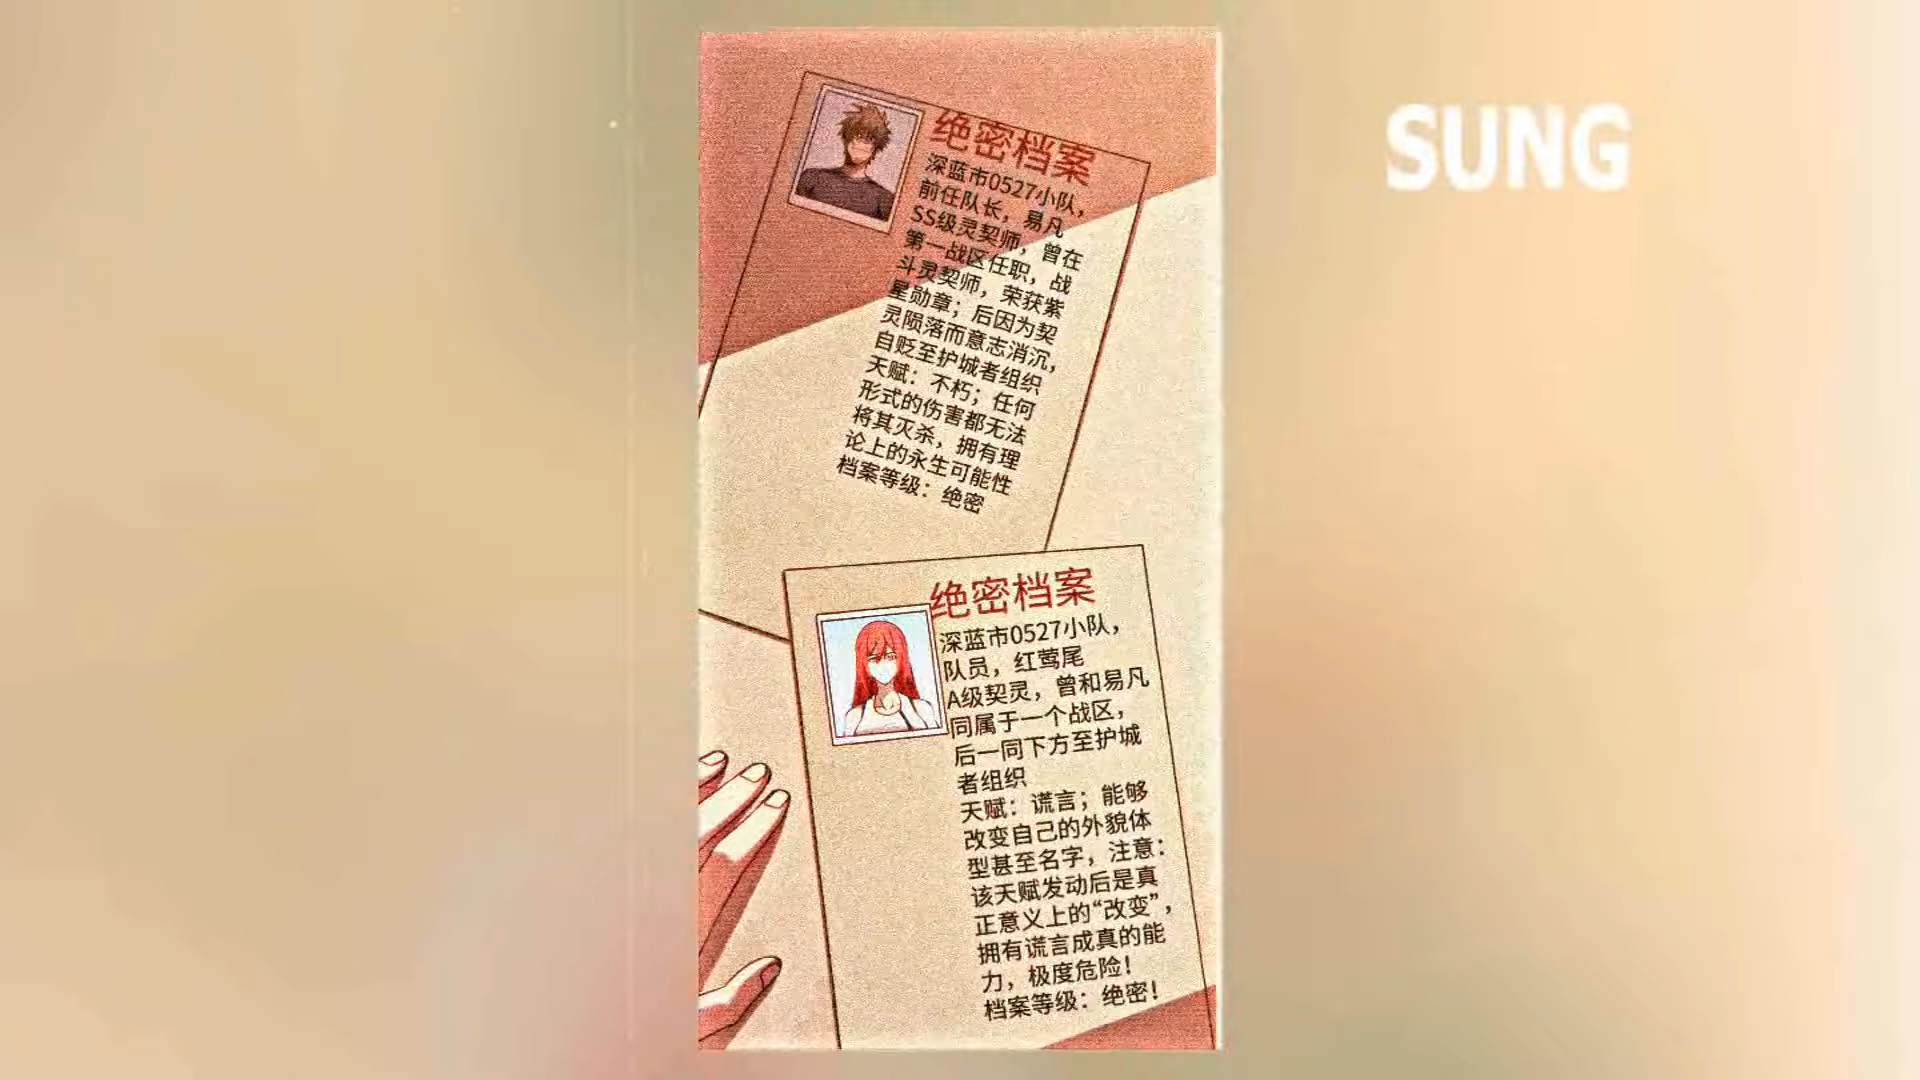 SUNG
绝密档案
深蓝市0527小队，
前任队长，易凡
SS级灵契师，曾在
第一战区任职，战
斗灵契师，荣获紫
星勋章；后因为契
灵陨落而意志消沉，
自贬至护城者组织
天赋：不朽；任何
形式的伤害都无法
将其灭杀，拥有理
论上的永生可能性
档案等级：绝密
绝密档案
深蓝市0527小队，
队员，红莺尾
A级契灵，曾和易凡
同属于一个战区，
后一同下方至护城
者组织
天赋：谎言；能够
改变自己的外貌体
型甚至名字，注意：
该天赋发动后是真
正意义上的“改变”，
拥有谎言成真的能
力，极度危险！
档案等级：绝密！